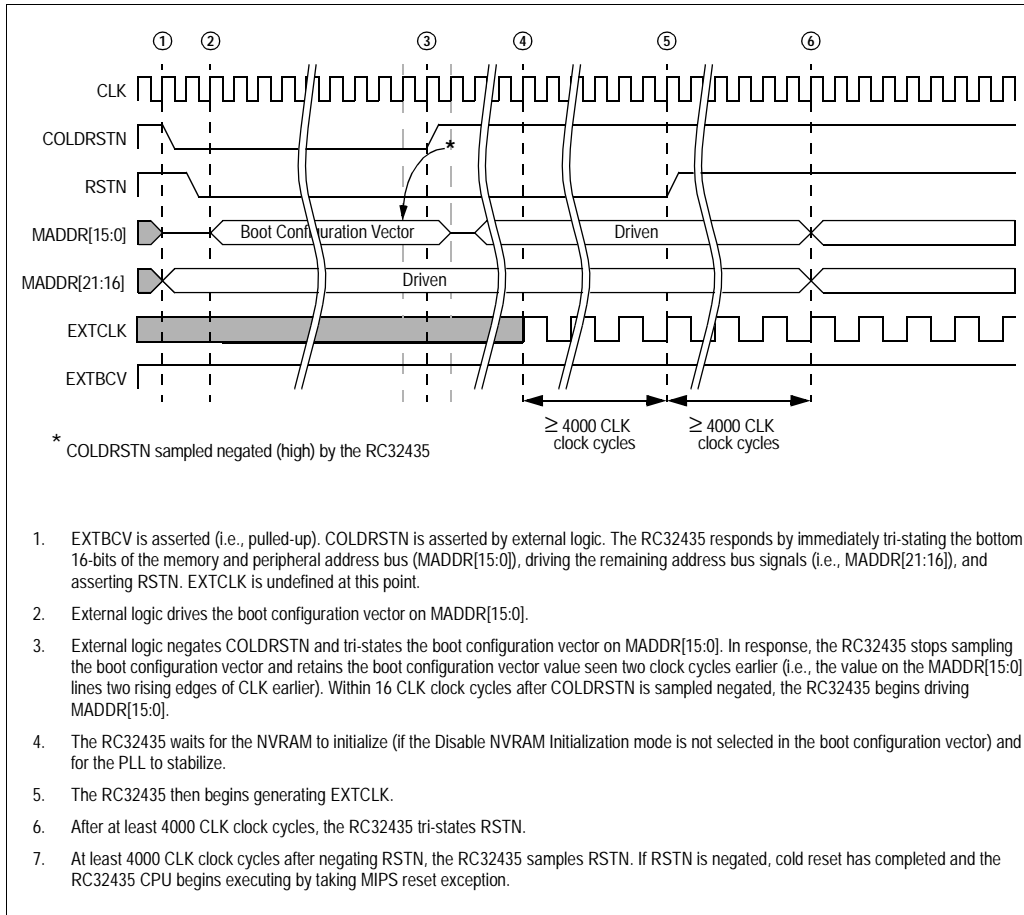 1 2 3 4 5 6
CLK
COLDRSTN
*
RSTN
MADDR[15:0] Boot Configuration Vector Driven
MADDR[21:16] Driven
EXTCLK
EXTBCV
≥ 4000 CLK ≥ 4000 CLK
clock cycles clock cycles
* COLDRSTN sampled negated (high) by the RC32435
1. EXTBCV is asserted (i.e., pulled-up). COLDRSTN is asserted by external logic. The RC32435 responds by immediately tri-stating the bottom
16-bits of the memory and peripheral address bus (MADDR[15:0]), driving the remaining address bus signals (i.e., MADDR[21:16]), and
asserting RSTN. EXTCLK is undefined at this point.
2. External logic drives the boot configuration vector on MADDR[15:0].
3. External logic negates COLDRSTN and tri-states the boot configuration vector on MADDR[15:0]. In response, the RC32435 stops sampling
the boot configuration vector and retains the boot configuration vector value seen two clock cycles earlier (i.e., the value on the MADDR[15:0]
lines two rising edges of CLK earlier). Within 16 CLK clock cycles after COLDRSTN is sampled negated, the RC32435 begins driving
MADDR[15:0].
4. The RC32435 waits for the NVRAM to initialize (if the Disable NVRAM Initialization mode is not selected in the boot configuration vector) and
for the PLL to stabilize.
5. The RC32435 then begins generating EXTCLK.
6. After at least 4000 CLK clock cycles, the RC32435 tri-states RSTN.
7. At least 4000 CLK clock cycles after negating RSTN, the RC32435 samples RSTN. If RSTN is negated, cold reset has completed and the
RC32435 CPU begins executing by taking MIPS reset exception.